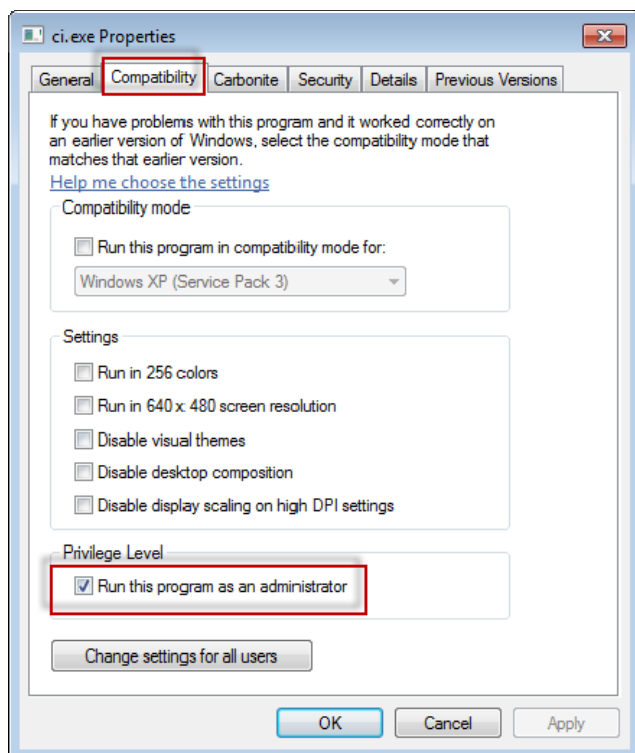 ci.exe Properties
General Compatibility Carbonite Security Details Previous Versions
If you have problems with this program and it worked correctly on
an earlier version of Windows, select the compatibility mode that
matches that earlier version.
Help me choose the settings
Compatibility mode
Run this program in compatibility mode for:
Windows XP (Service Pack 3)
Settings
Run in 256 colors
Run in 640 x 480 screen resolution
Disable visual themes
Disable desktop composition
Disable display scaling on high DPI settings
Privilege Level
Run this program as an administrator
Change settings for all users
OK Cancel Apply